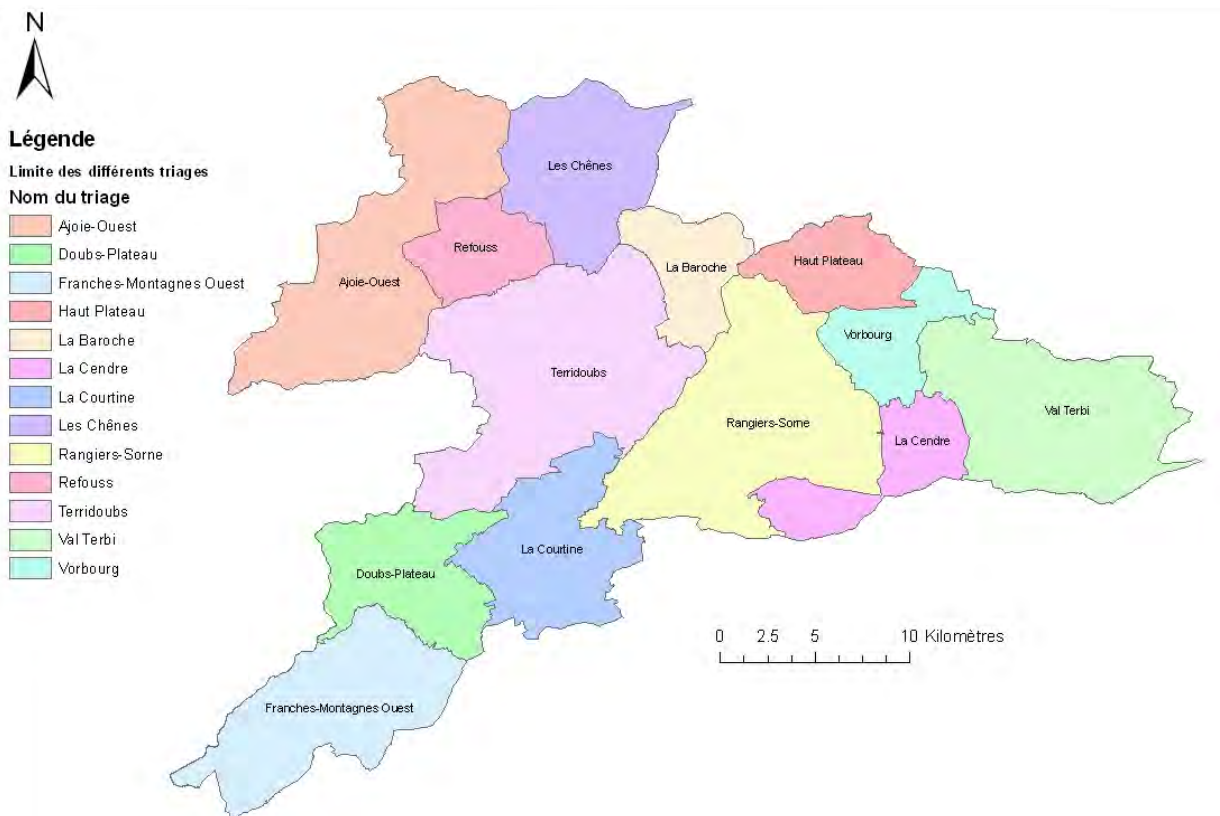 N
Légende
Limite des différents triages
Nom du triage
Ajoie-Ouest
Doubs-Plateau
Franches-Montagnes Ouest
Haut Plateau
La Baroche
La Cendre
La Courtine
Les Chênes
Rangiers-Sorne
Refouss
Terridoubs
Val Terbi
Vorbourg
Les Chênes
Refouss
La Baroche
Haut Plateau
Ajoie-Ouest
Vorbourg
Terridoubs
Val Terbi
Rangiers-Sorne
La Cendre
La Courtine
Doubs-Plateau
0 2.5 5 10 Kilomètres
Franches-Montagnes Ouest